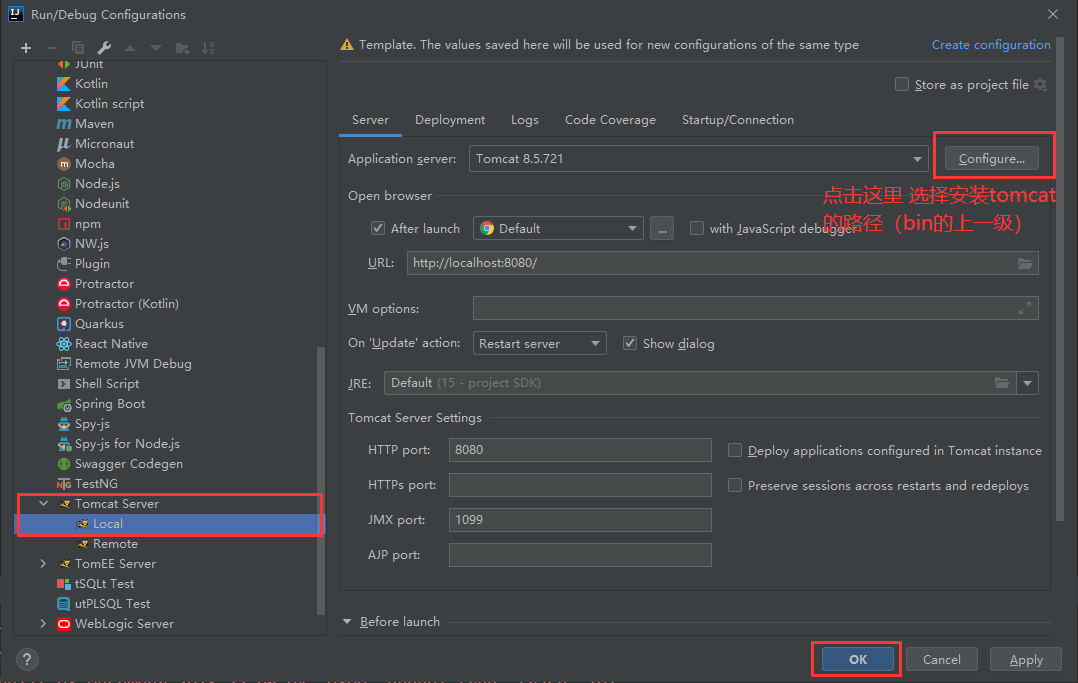 Run/Debug Configurations
JUnit
Kotlin
Kotlin script
Maven
Micronaut
Mocha
Node.js
Nodeunit
npm
NW.js
Plugin
Protractor
Protractor (Kotlin)
Quarkus
React Native
Remote JVM Debug
Shell Script
Spring Boot
Spy-js
Spy-js for Node.js
Swagger Codegen
TestNG
Tomcat Server
Local
Remote
TomEE Server
tSQLt Test
utPLSQL Test
WebLogic Server
Template. The values saved here will be used for new configurations of the same type
Create configuration
Store as project file
Server Deployment Logs Code Coverage Startup/Connection
Application server: Tomcat 8.5.721 Configure...
点击这里 选择安装tomcat
的路径（bin的上一级）
Open browser
After launch Default ... with JavaScript debugger
URL: http://localhost:8080/
VM options:
On 'Update' action: Restart server Show dialog
JRE: Default (15 - project SDK)
Tomcat Server Settings
HTTP port: 8080 Deploy applications configured in Tomcat instance
HTTPs port: Preserve sessions across restarts and redeploys
JMX port: 1099
AJP port:
Before launch
? OK Cancel Apply